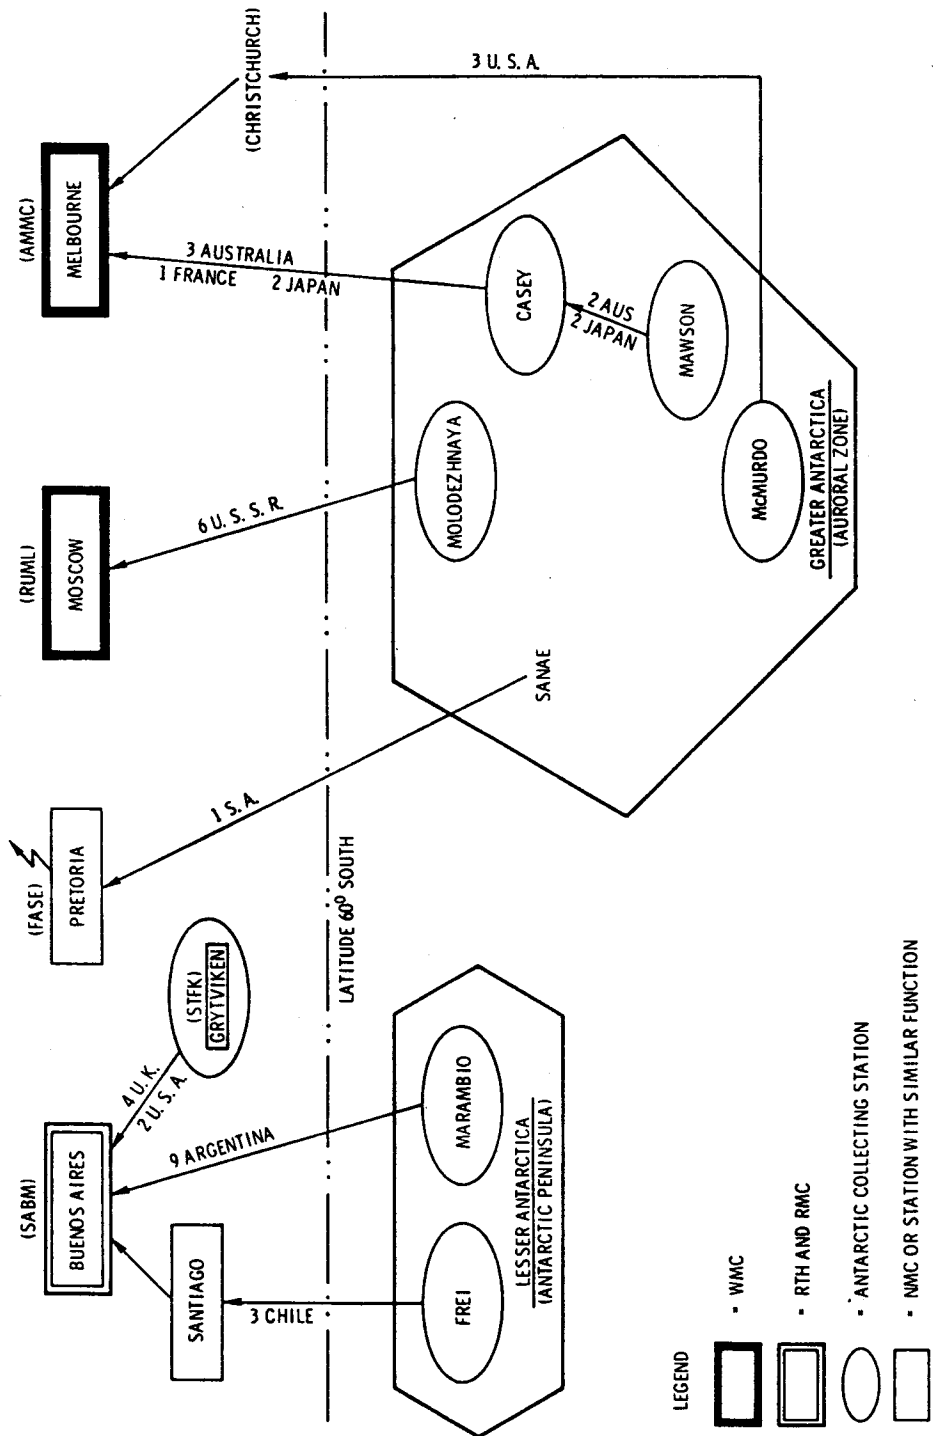 (SABM)
BUENOS AIRES
(FASE)
PRETORIA
(RUML)
MOSCOW
(AMMC)
MELBOURNE
SANTIAGO
(STFK)
GRYTVIKEN
(CHRISTCHURCH)
4 U.K.
2 U.S.A.
9 ARGENTINA
3 CHILE
1 S.A.
6 U.S.S.R.
3 AUSTRALIA
1 FRANCE 2 JAPAN
3 U.S.A.
LATITUDE 60⁰ SOUTH
FREI
MARAMBIO
LESSER ANTARCTICA
(ANTARCTIC PENINSULA)
SANAE
MOLODEZHNAYA
CASEY
2 AUS
2 JAPAN
MAWSON
McMURDO
GREATER ANTARCTICA
(AURORAL ZONE)
LEGEND
= WMC
= RTH AND RMC
= ANTARCTIC COLLECTING STATION
= NMC OR STATION WITH SIMILAR FUNCTION